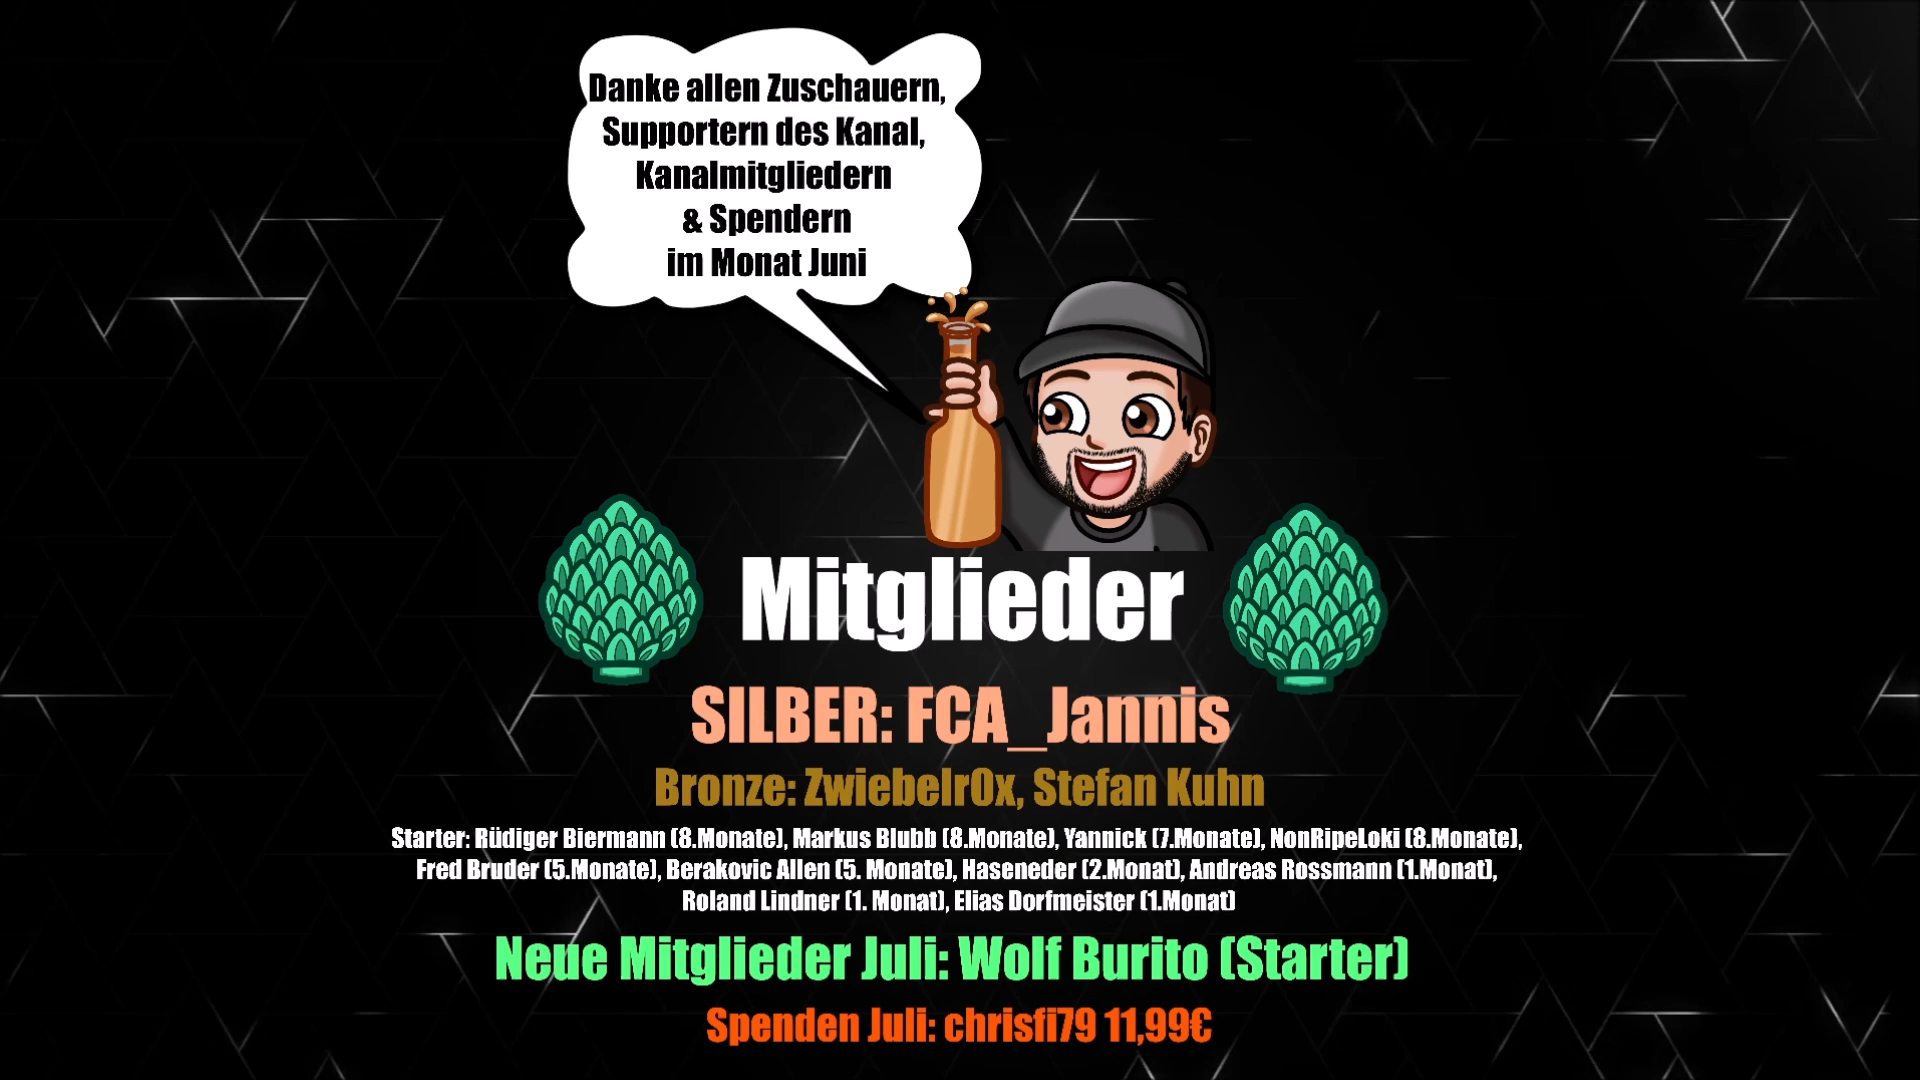 Danke allen Zuschauern,
Supportern des Kanal,
Kanalmitgliedern
& Spendern
im Monat Juni
Mitglieder
SILBER: FCA_Jannis
Bronze: Zwiebelr0x, Stefan Kuhn
Starter: Rüdiger Biermann (8.Monate), Markus Blubb (8.Monate), Yannick (7.Monate), NonRipeLoki (8.Monate),
Fred Bruder (5.Monate), Berakovic Allen (5. Monate), Haseneder (2.Monat), Andreas Rossmann (1.Monat),
Roland Lindner (1. Monat), Elias Dorfmeister (1.Monat)
Neue Mitglieder Juli: Wolf Burito (Starter)
Spenden Juli: chrisfi79 11,99€